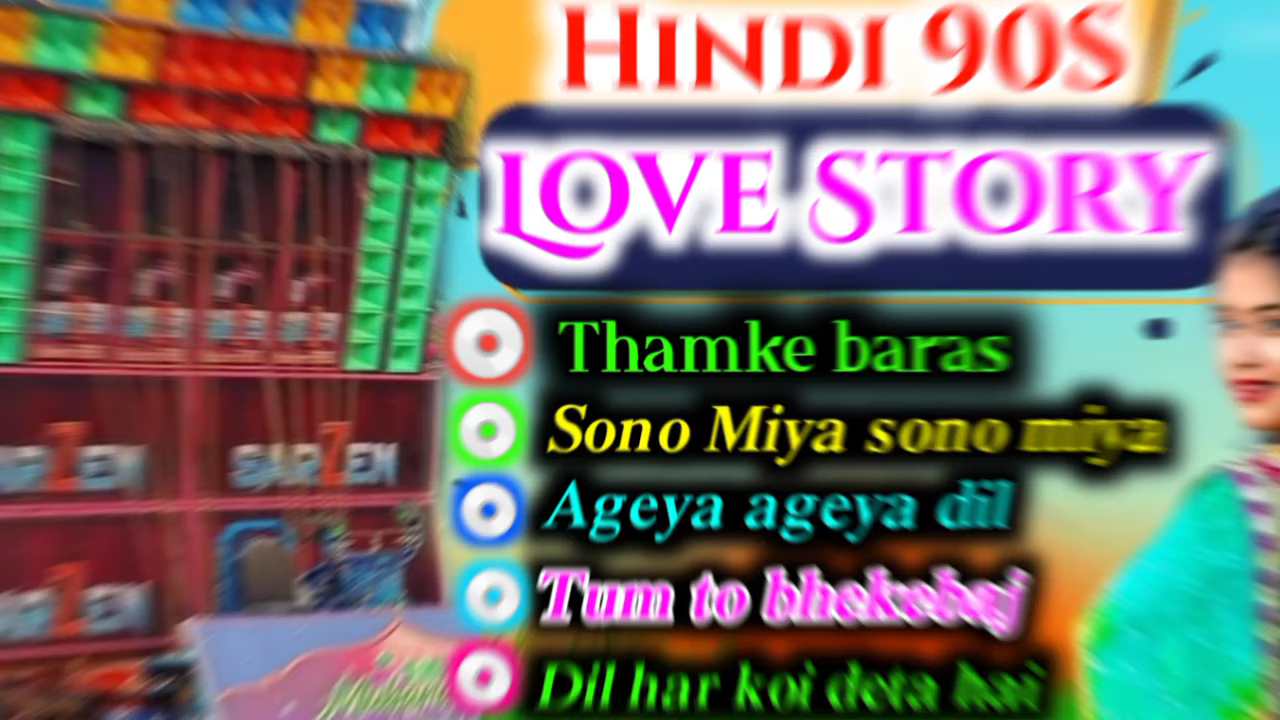 HINDI 90S
LOVE STORY
Thamke baras
Sono Miya sono miya
Ageya ageya dil
Tum to bhekebaj
Dil har koi deta hai
SARZEN